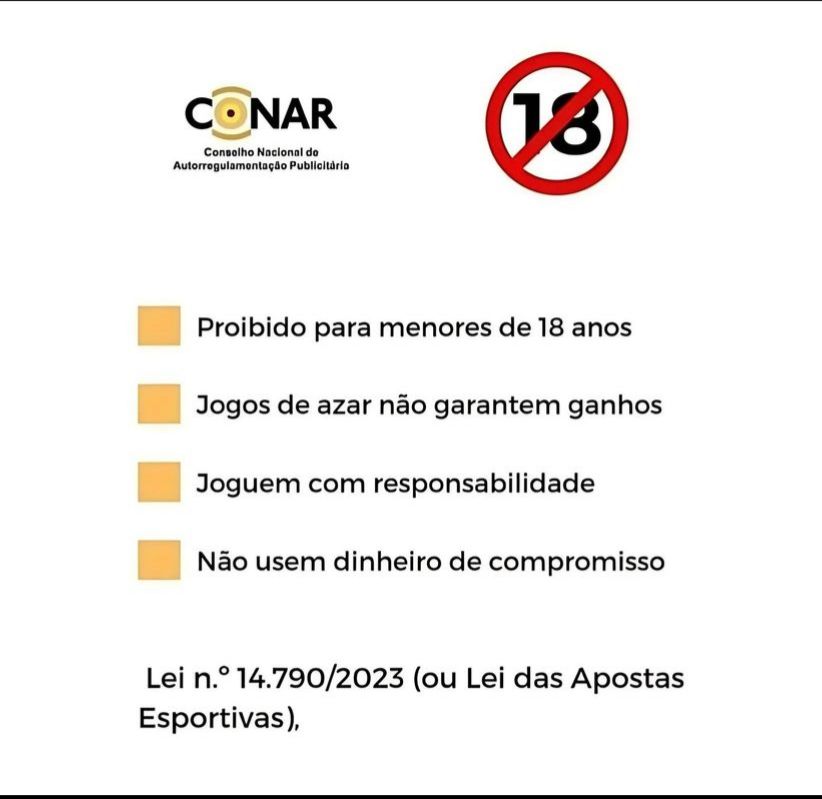 CONAR
Conselho Nacional de
Autorregulamentação Publicitária
18
Proibido para menores de 18 anos
Jogos de azar não garantem ganhos
Joguem com responsabilidade
Não usem dinheiro de compromisso
Lei n.º 14.790/2023 (ou Lei das Apostas
Esportivas),